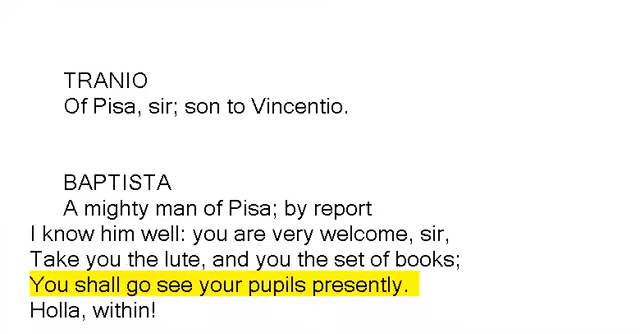 TRANIO
Of Pisa, sir; son to Vincentio.
BAPTISTA
A mighty man of Pisa; by report
I know him well: you are very welcome, sir,
Take you the lute, and you the set of books;
You shall go see your pupils presently.
Holla, within!